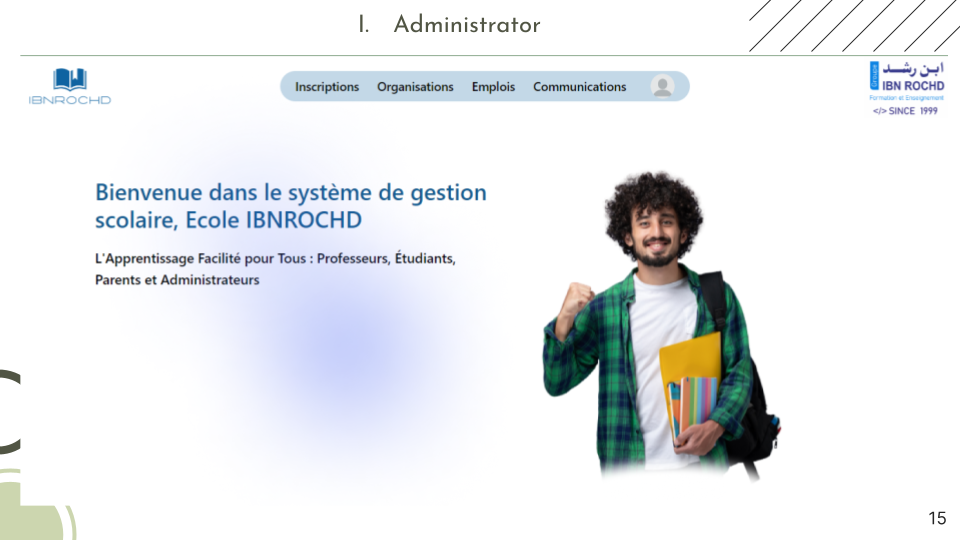 I. Administrator
IBNROCHD
Inscriptions Organisations Emplois Communications
Groupe
ابن رشد
IBN ROCHD
Formation et Enseignement
</> SINCE 1999
Bienvenue dans le système de gestion
scolaire, Ecole IBNROCHD
L'Apprentissage Facilité pour Tous : Professeurs, Étudiants,
Parents et Administrateurs
15